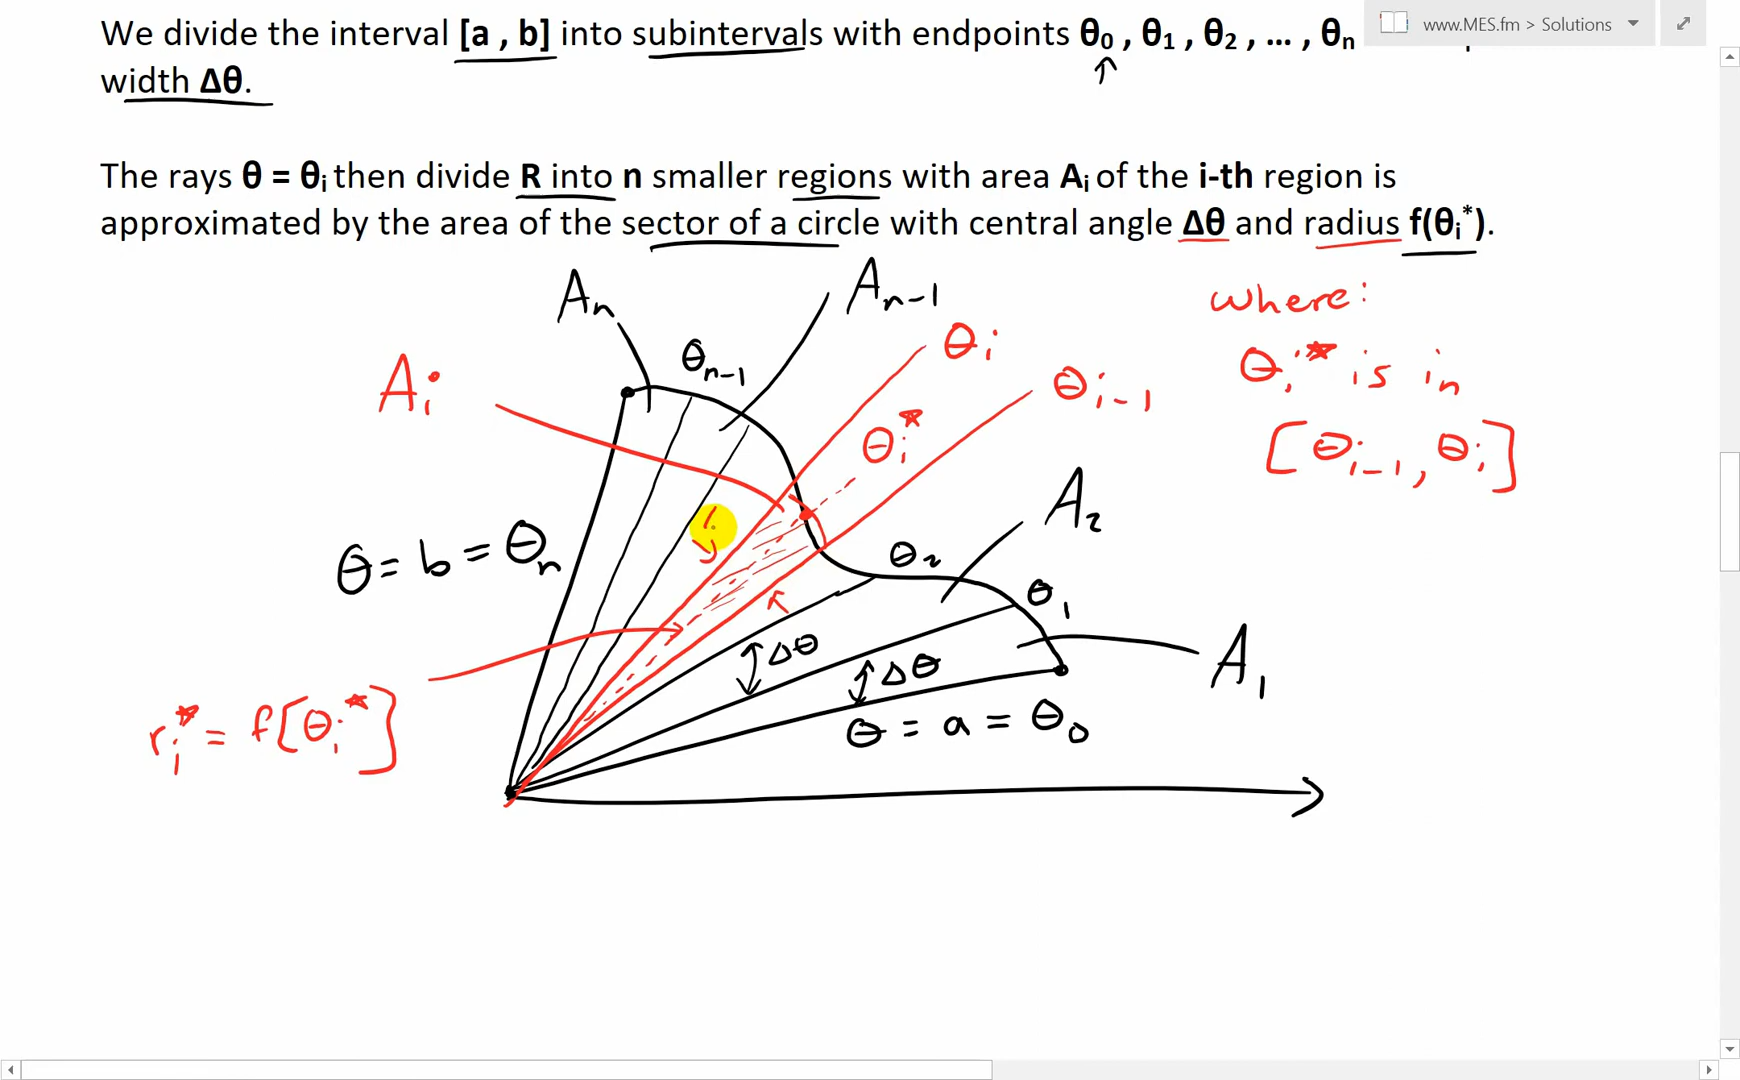 We divide the interval [a , b] into subintervals with endpoints θ₀ , θ₁ , θ₂ , ... , θₙ
www.MES.fm > Solutions
width Δθ.
The rays θ = θᵢ then divide R into n smaller regions with area Aᵢ of the i-th region is
approximated by the area of the sector of a circle with central angle Δθ and radius f(θᵢ*).
Aₙ
Aₙ₋₁
where:
θₙ₋₁
θᵢ
Aᵢ
θᵢ₋₁
θᵢ* is in
θᵢ*
[θᵢ₋₁, θᵢ]
A₂
θ = b = θₙ
θ₂
θ₁
Δθ
Δθ
A₁
rᵢ* = f[θᵢ*]
θ = a = θ₀